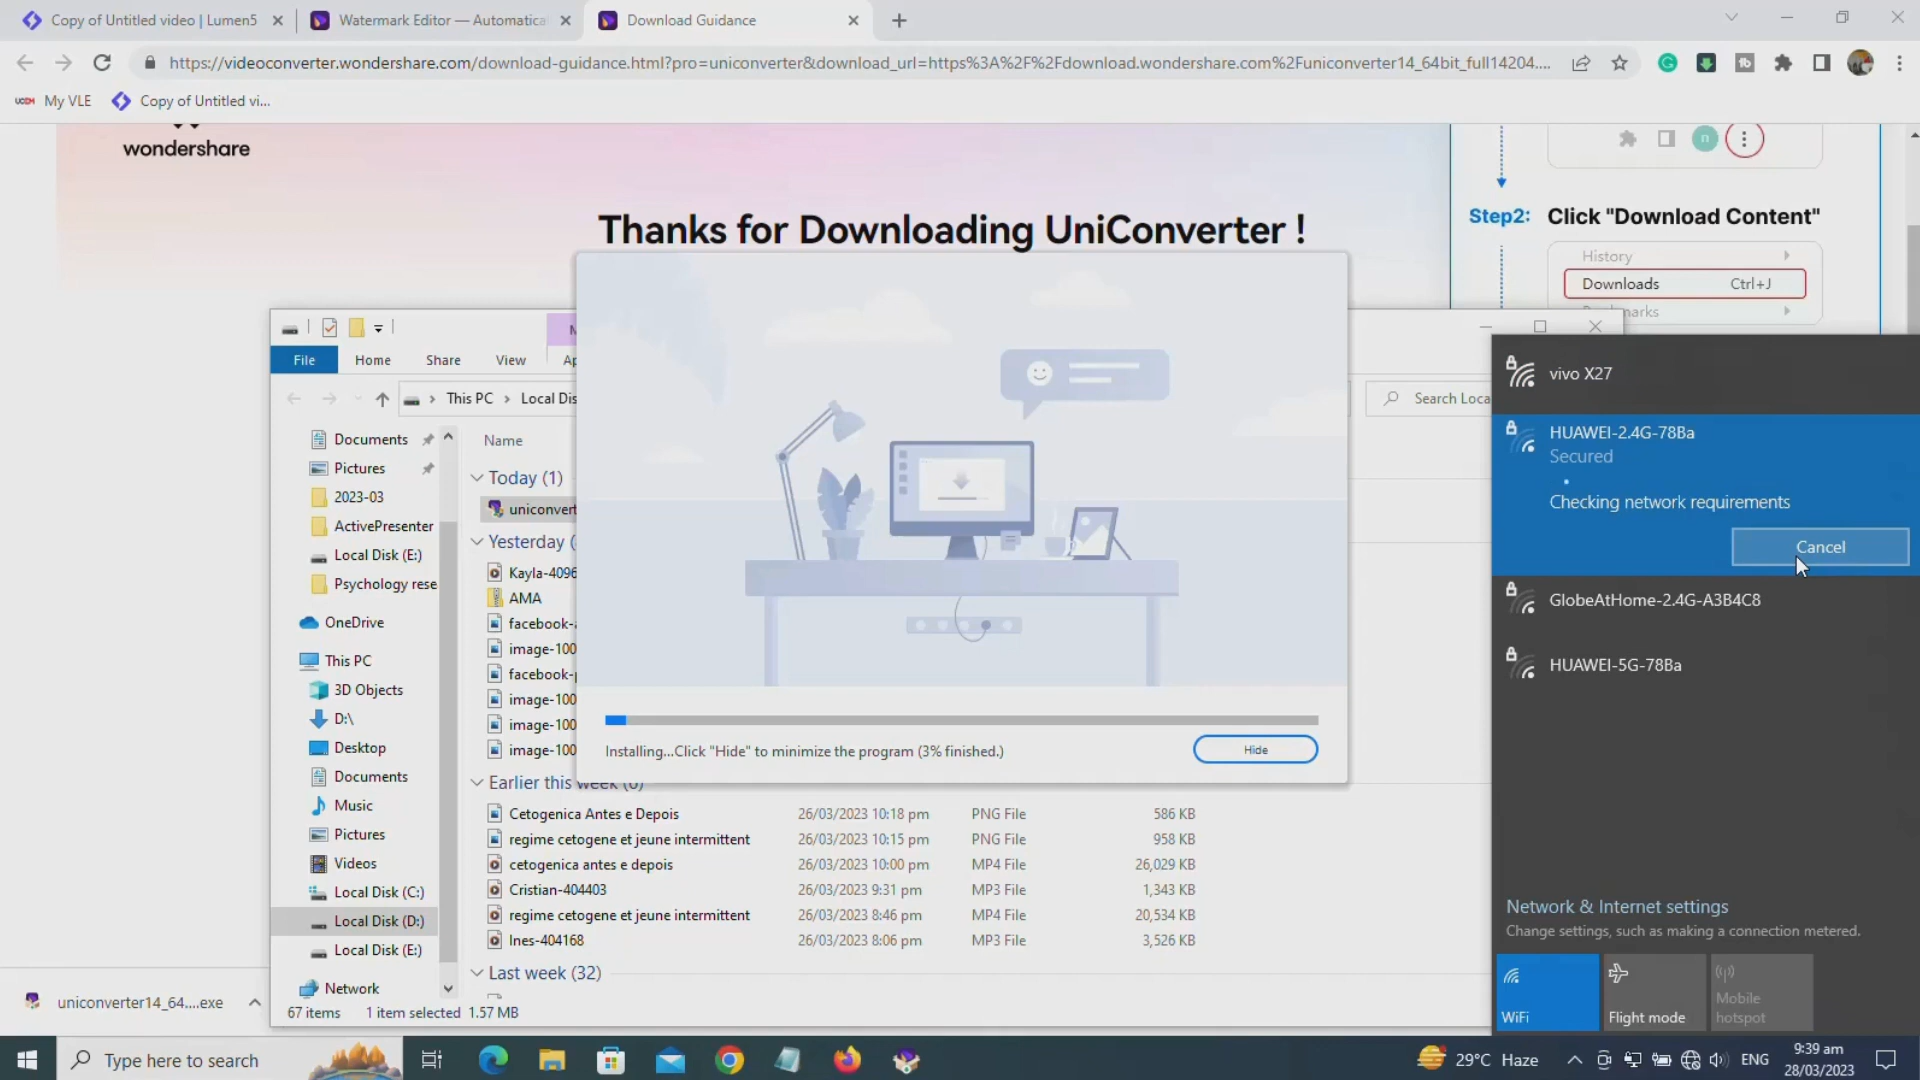 Copy of Untitled video | Lumen5
Watermark Editor — Automatica
Download Guidance
https://videoconverter.wondershare.com/download-guidance.html?pro=uniconverter&download_url=https%3A%2F%2Fdownload.wondershare.com%2Funiconverter14_64bit_full14204....
My VLE
Copy of Untitled vi...
wondershare
Thanks for Downloading UniConverter !
Step2: Click "Download Content"
History
Downloads Ctrl+J
File
Home
Share
View
This PC
Local Dis
Search Loca
Documents
Pictures
2023-03
ActivePresenter
Local Disk (E:)
Psychology rese
OneDrive
This PC
3D Objects
D:\
Desktop
Documents
Music
Pictures
Videos
Local Disk (C:)
Local Disk (D:)
Local Disk (E:)
Network
Name
Today (1)
uniconvert
Yesterday (
Kayla-4096
AMA
facebook-
image-100
facebook-p
image-100
image-100
image-100
Earlier this week (6)
Cetogenica Antes e Depois 26/03/2023 10:18 pm PNG File 586 KB
regime cetogene et jeune intermittent 26/03/2023 10:15 pm PNG File 958 KB
cetogenica antes e depois 26/03/2023 10:00 pm MP4 File 26,029 KB
Cristian-404403 26/03/2023 9:31 pm MP3 File 1,343 KB
regime cetogene et jeune intermittent 26/03/2023 8:46 pm MP4 File 20,534 KB
Ines-404168 26/03/2023 8:06 pm MP3 File 3,526 KB
Last week (32)
67 items 1 item selected 1.57 MB
Installing...Click "Hide" to minimize the program (3% finished.)
Hide
vivo X27
HUAWEI-2.4G-78Ba
Secured
Checking network requirements
Cancel
GlobeAtHome-2.4G-A3B4C8
HUAWEI-5G-78Ba
Network & Internet settings
Change settings, such as making a connection metered.
WiFi
Flight mode
Mobile hotspot
uniconverter14_64....exe
Type here to search
29°C Haze
ENG
9:39 am
28/03/2023